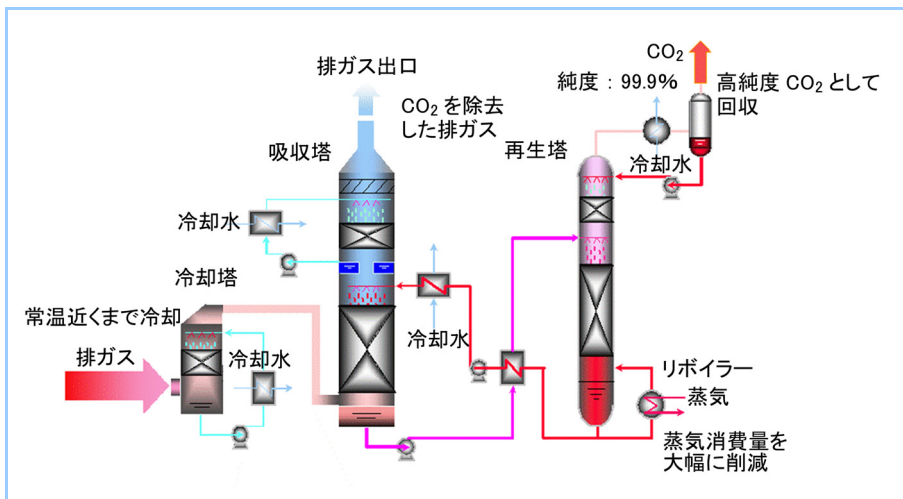 CO₂
排ガス出口
純度：99.9％
高純度 CO₂ として
回収
CO₂ を除去
した排ガス
吸収塔
再生塔
冷却水
冷却水
冷却塔
常温近くまで冷却
冷却水
冷却水
排ガス
リボイラー
蒸気
蒸気消費量を
大幅に削減